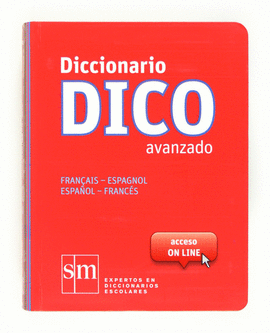 Diccionario
DICO
avanzado
FRANÇAIS – ESPAGNOL
ESPAÑOL – FRANCÉS
acceso
ON LINE
sm
EXPERTOS EN
DICCIONARIOS
ESCOLARES